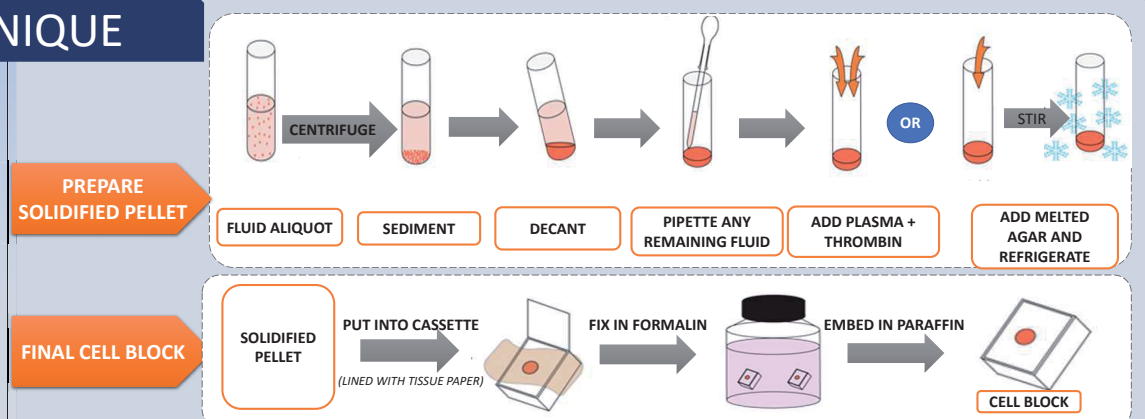 NIQUE
CENTRIFUGE
OR
STIR
PREPARE
SOLIDIFIED PELLET
FLUID ALIQUOT
SEDIMENT
DECANT
PIPETTE ANY
REMAINING FLUID
ADD PLASMA +
THROMBIN
ADD MELTED
AGAR AND
REFRIGERATE
FINAL CELL BLOCK
SOLIDIFIED
PELLET
PUT INTO CASSETTE
(LINED WITH TISSUE PAPER)
FIX IN FORMALIN
EMBED IN PARAFFIN
CELL BLOCK